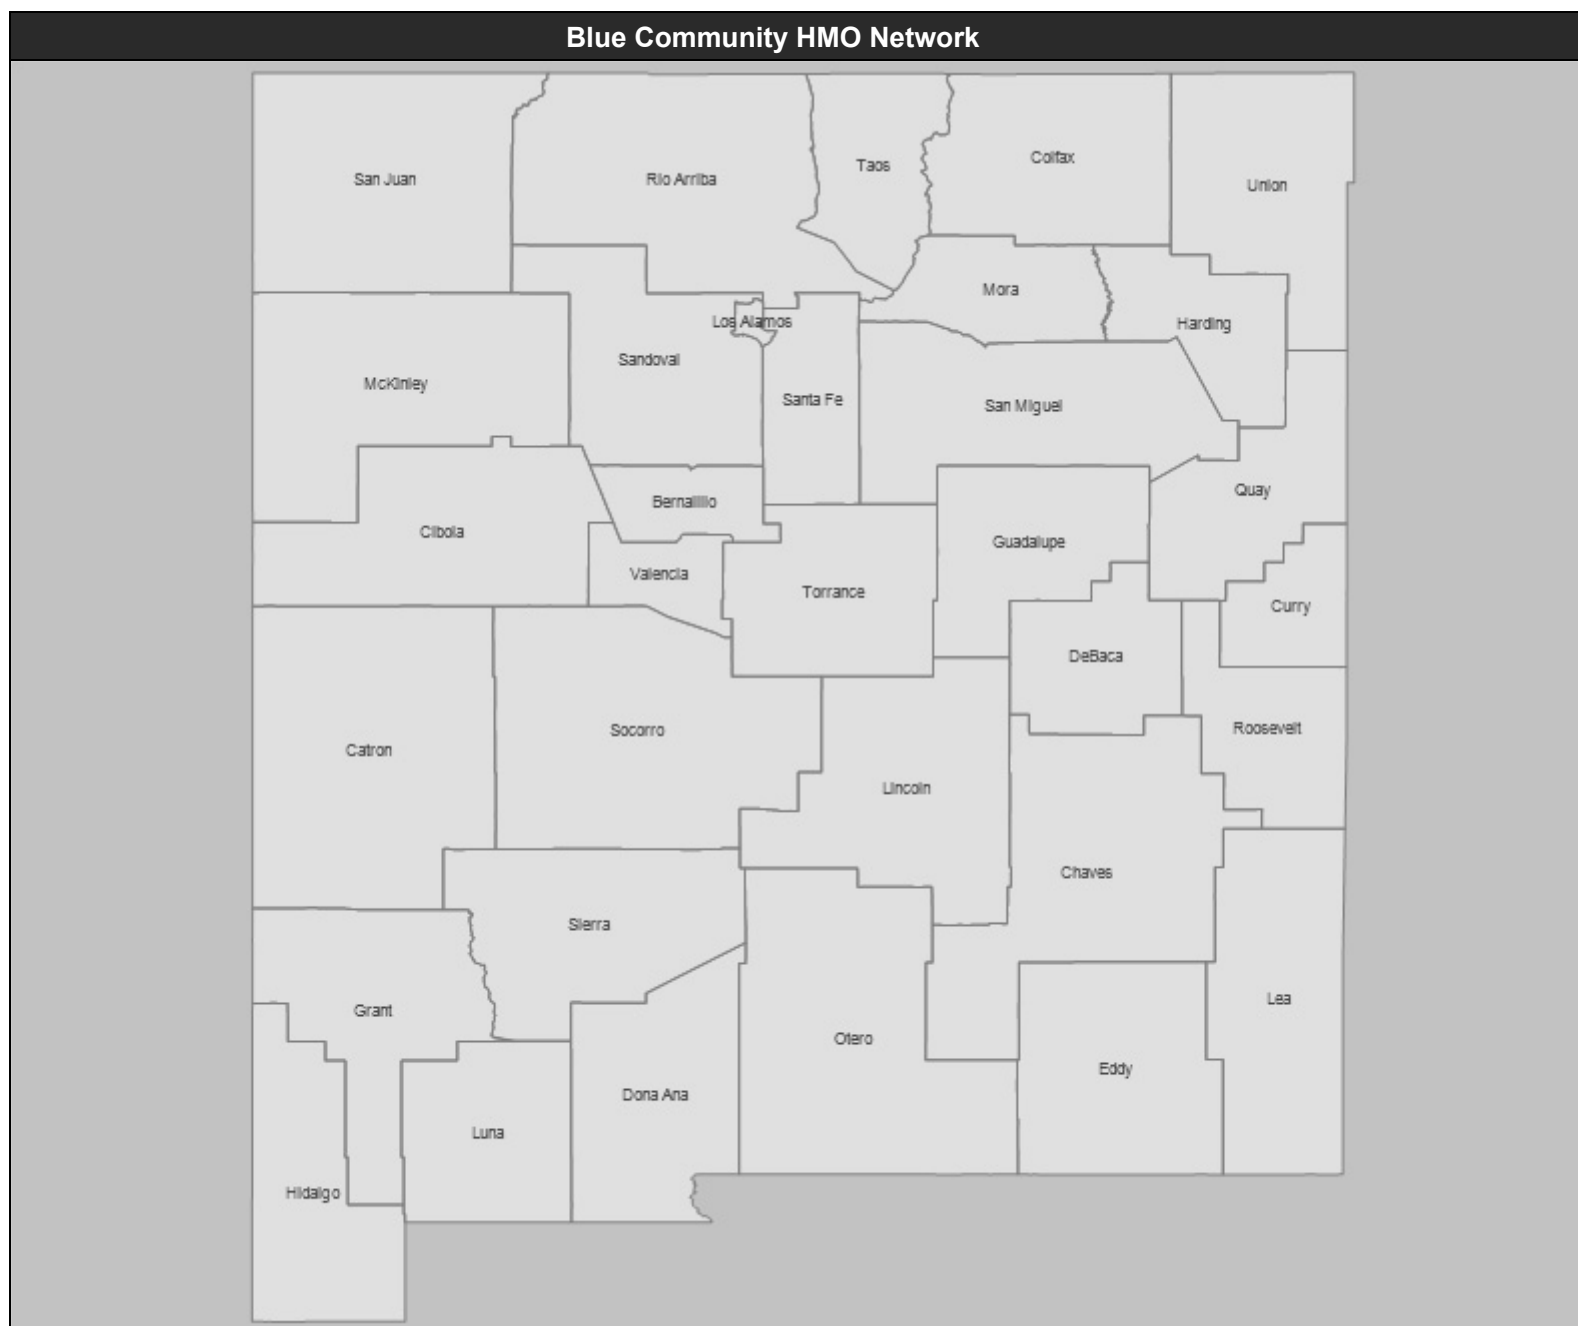 Blue Community HMO Network
San Juan
Rio Arriba
Taos
Colfax
Union
Mora
Los Alamos
Harding
Sandoval
McKinley
Santa Fe
San Miguel
Bernalillo
Quay
Cibola
Guadalupe
Valencia
Torrance
Curry
DeBaca
Socorro
Roosevelt
Catron
Lincoln
Chaves
Sierra
Lea
Grant
Otero
Eddy
Dona Ana
Luna
Hidalgo